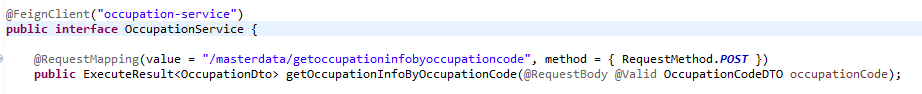 @FeignClient("occupation-service")
public interface OccupationService {
@RequestMapping(value = "/masterdata/getoccupationinfobyoccupationcode", method = { RequestMethod.POST })
public ExecuteResult<OccupationDto> getOccupationInfoByOccupationCode(@RequestBody @Valid OccupationCodeDTO occupationCode);